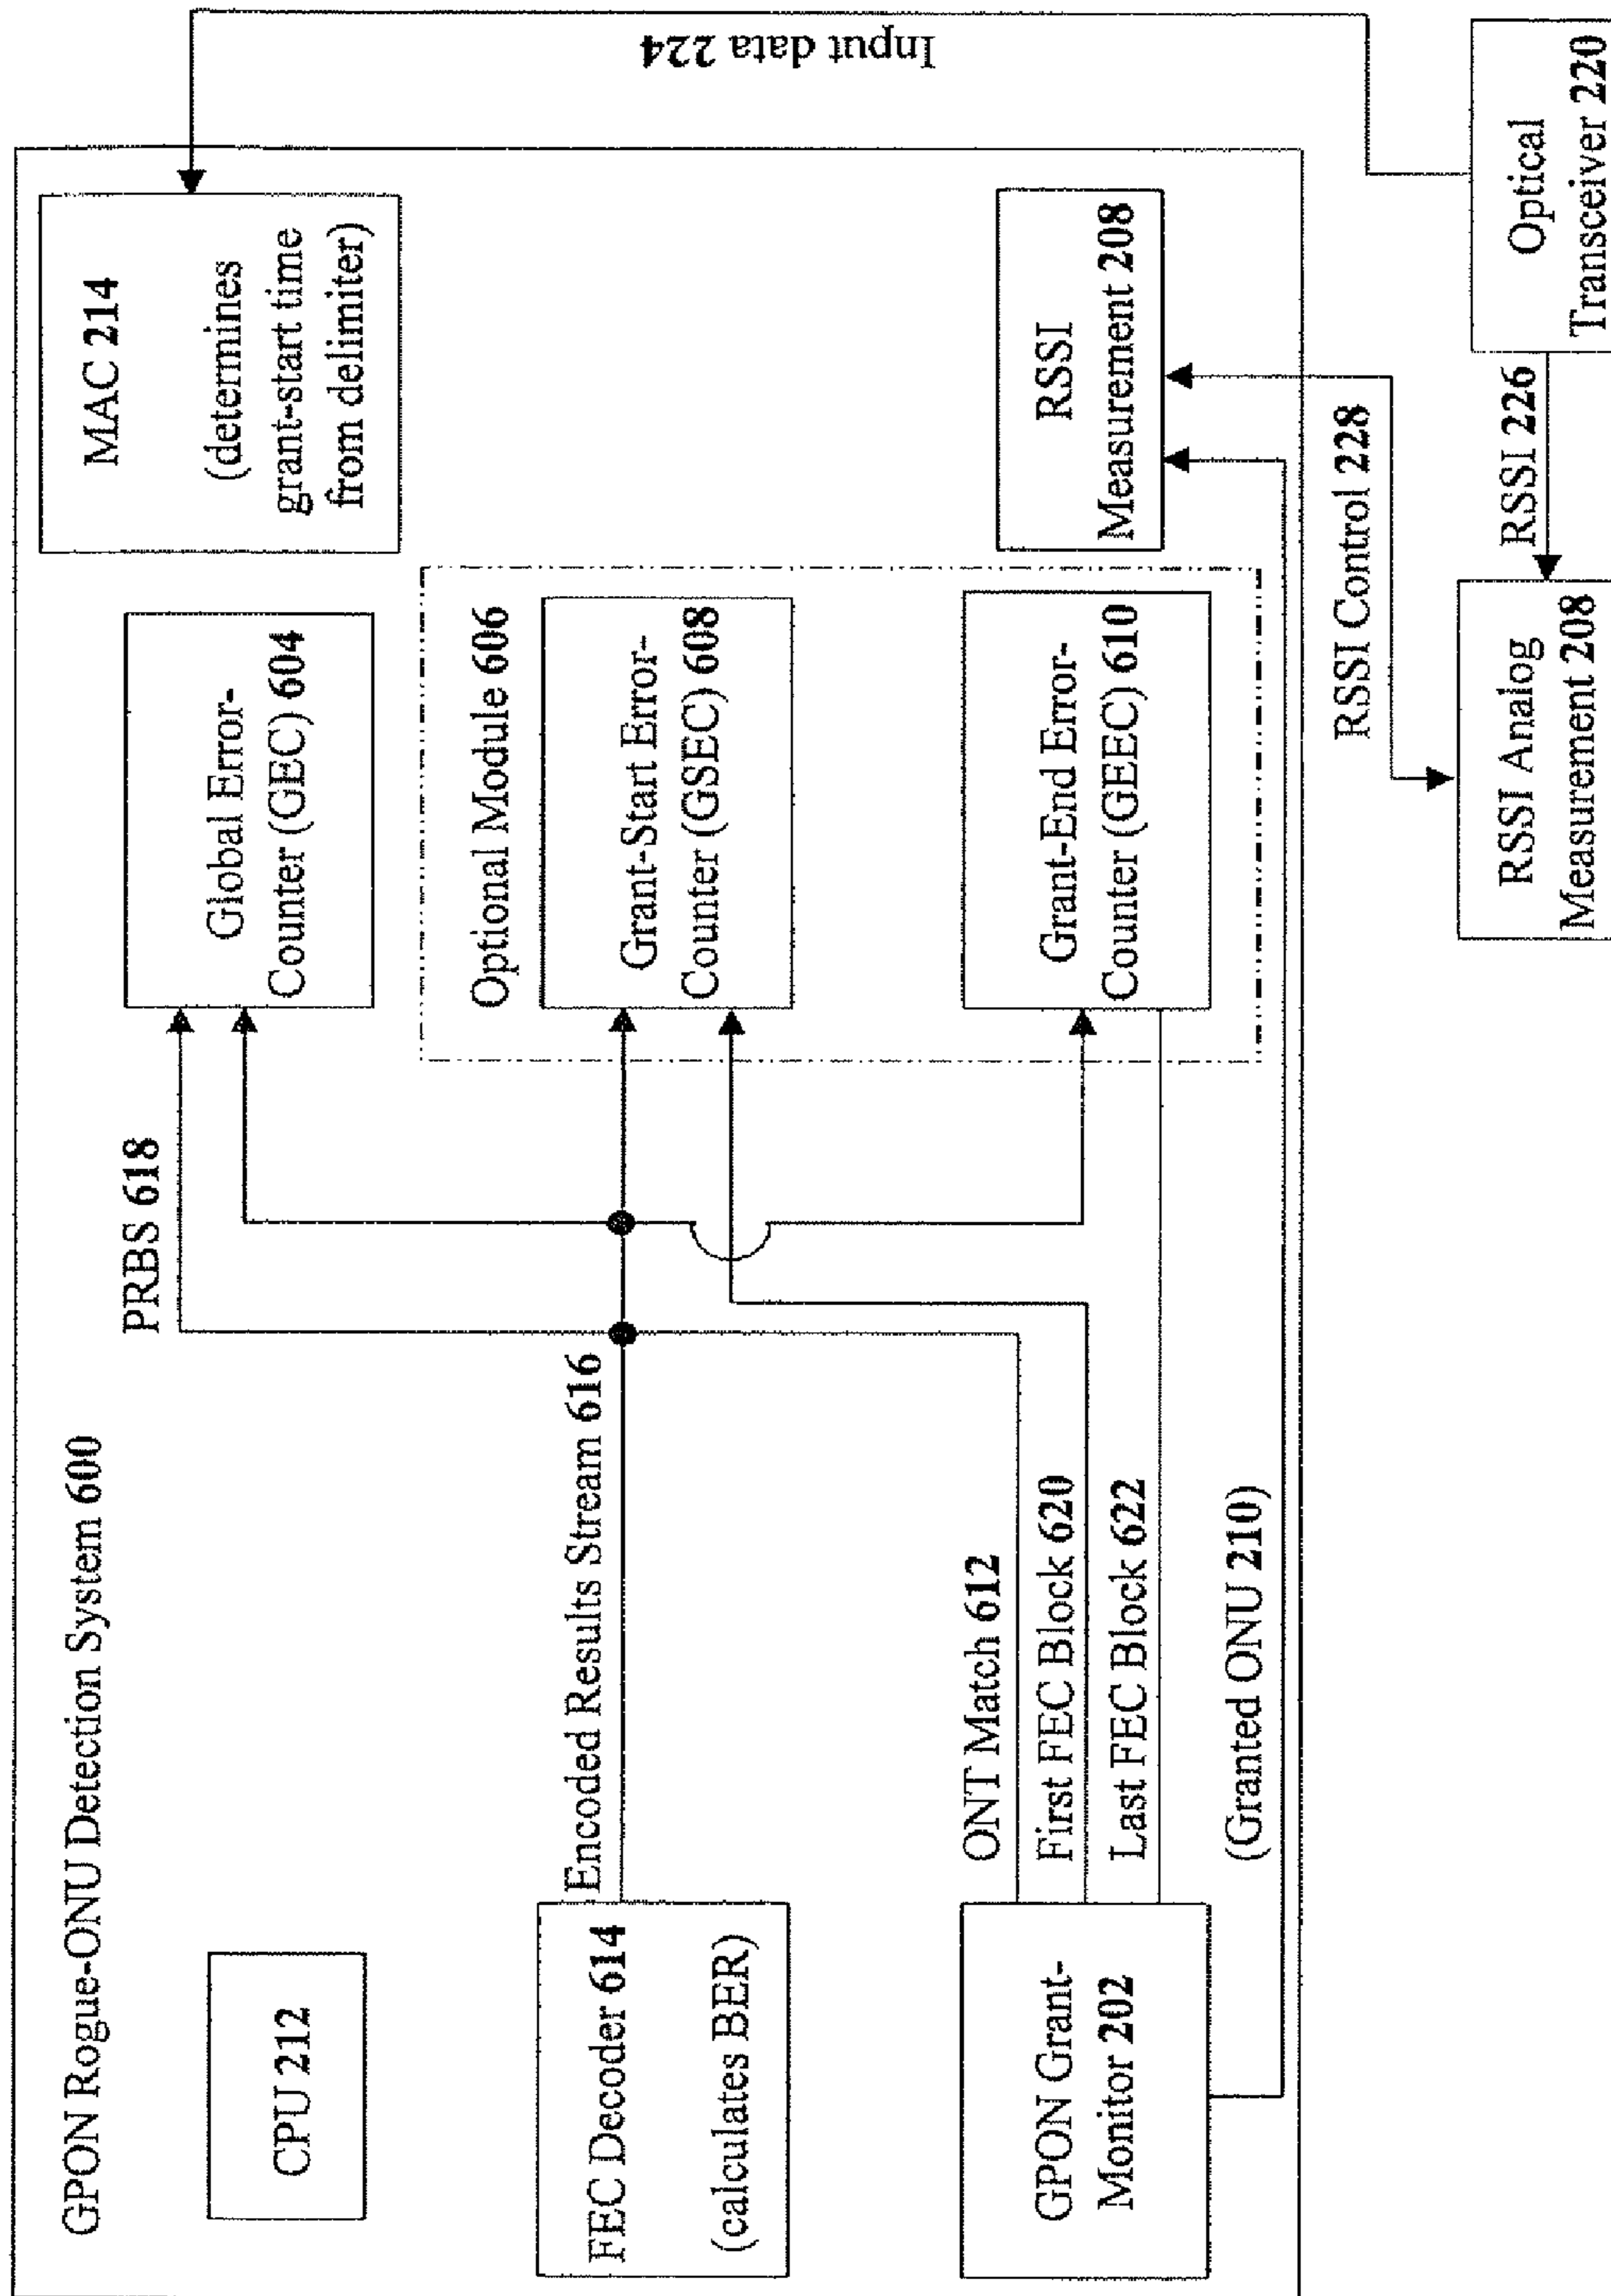 GPON Rogue-ONU Detection System 600
CPU 212
FEC Decoder 614
(calculates BER)
GPON Grant-
Monitor 202
Encoded Results Stream 616
ONT Match 612
First FEC Block 620
Last FEC Block 622
(Granted ONU 210)
PRBS 618
Global Error-
Counter (GEC) 604
Optional Module 606
Grant-Start Error-
Counter (GSEC) 608
Grant-End Error-
Counter (GEEC) 610
MAC 214
(determines
grant-start time
from delimiter)
RSSI
Measurement 208
Input data 224
RSSI Control 228
RSSI 226
RSSI Analog
Measurement 208
Optical
Transceiver 220